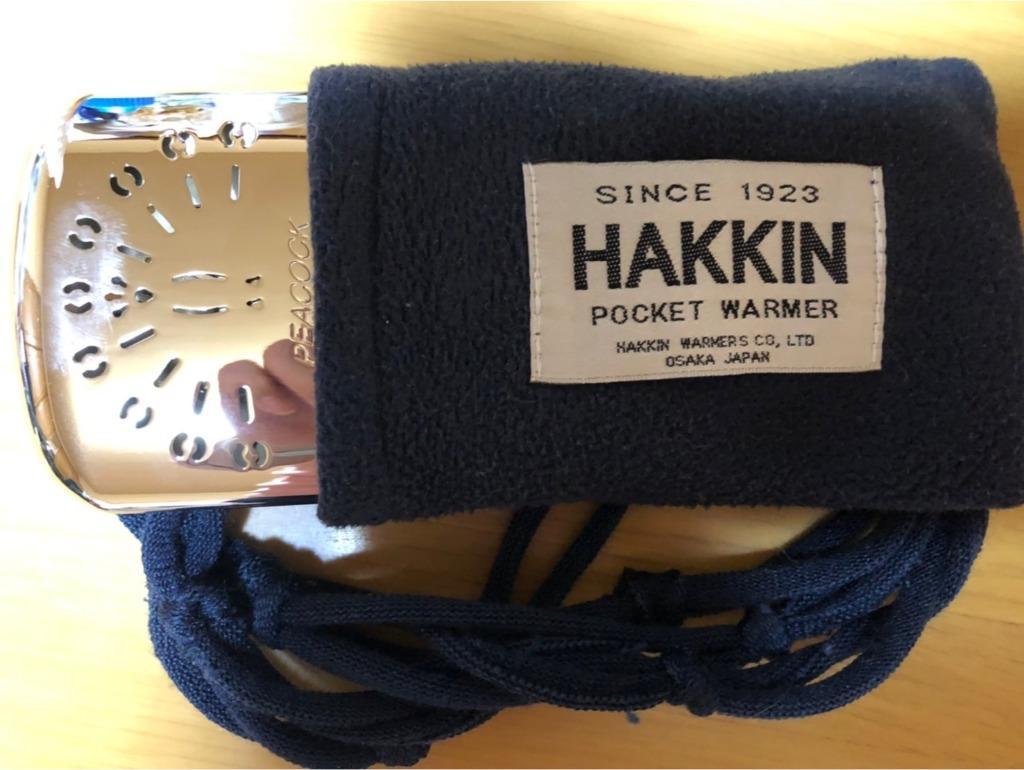 SINCE 1923
HAKKIN
POCKET WARMER
HAKKIN WARMERS CO, LTD
OSAKA JAPAN
PEACOCK